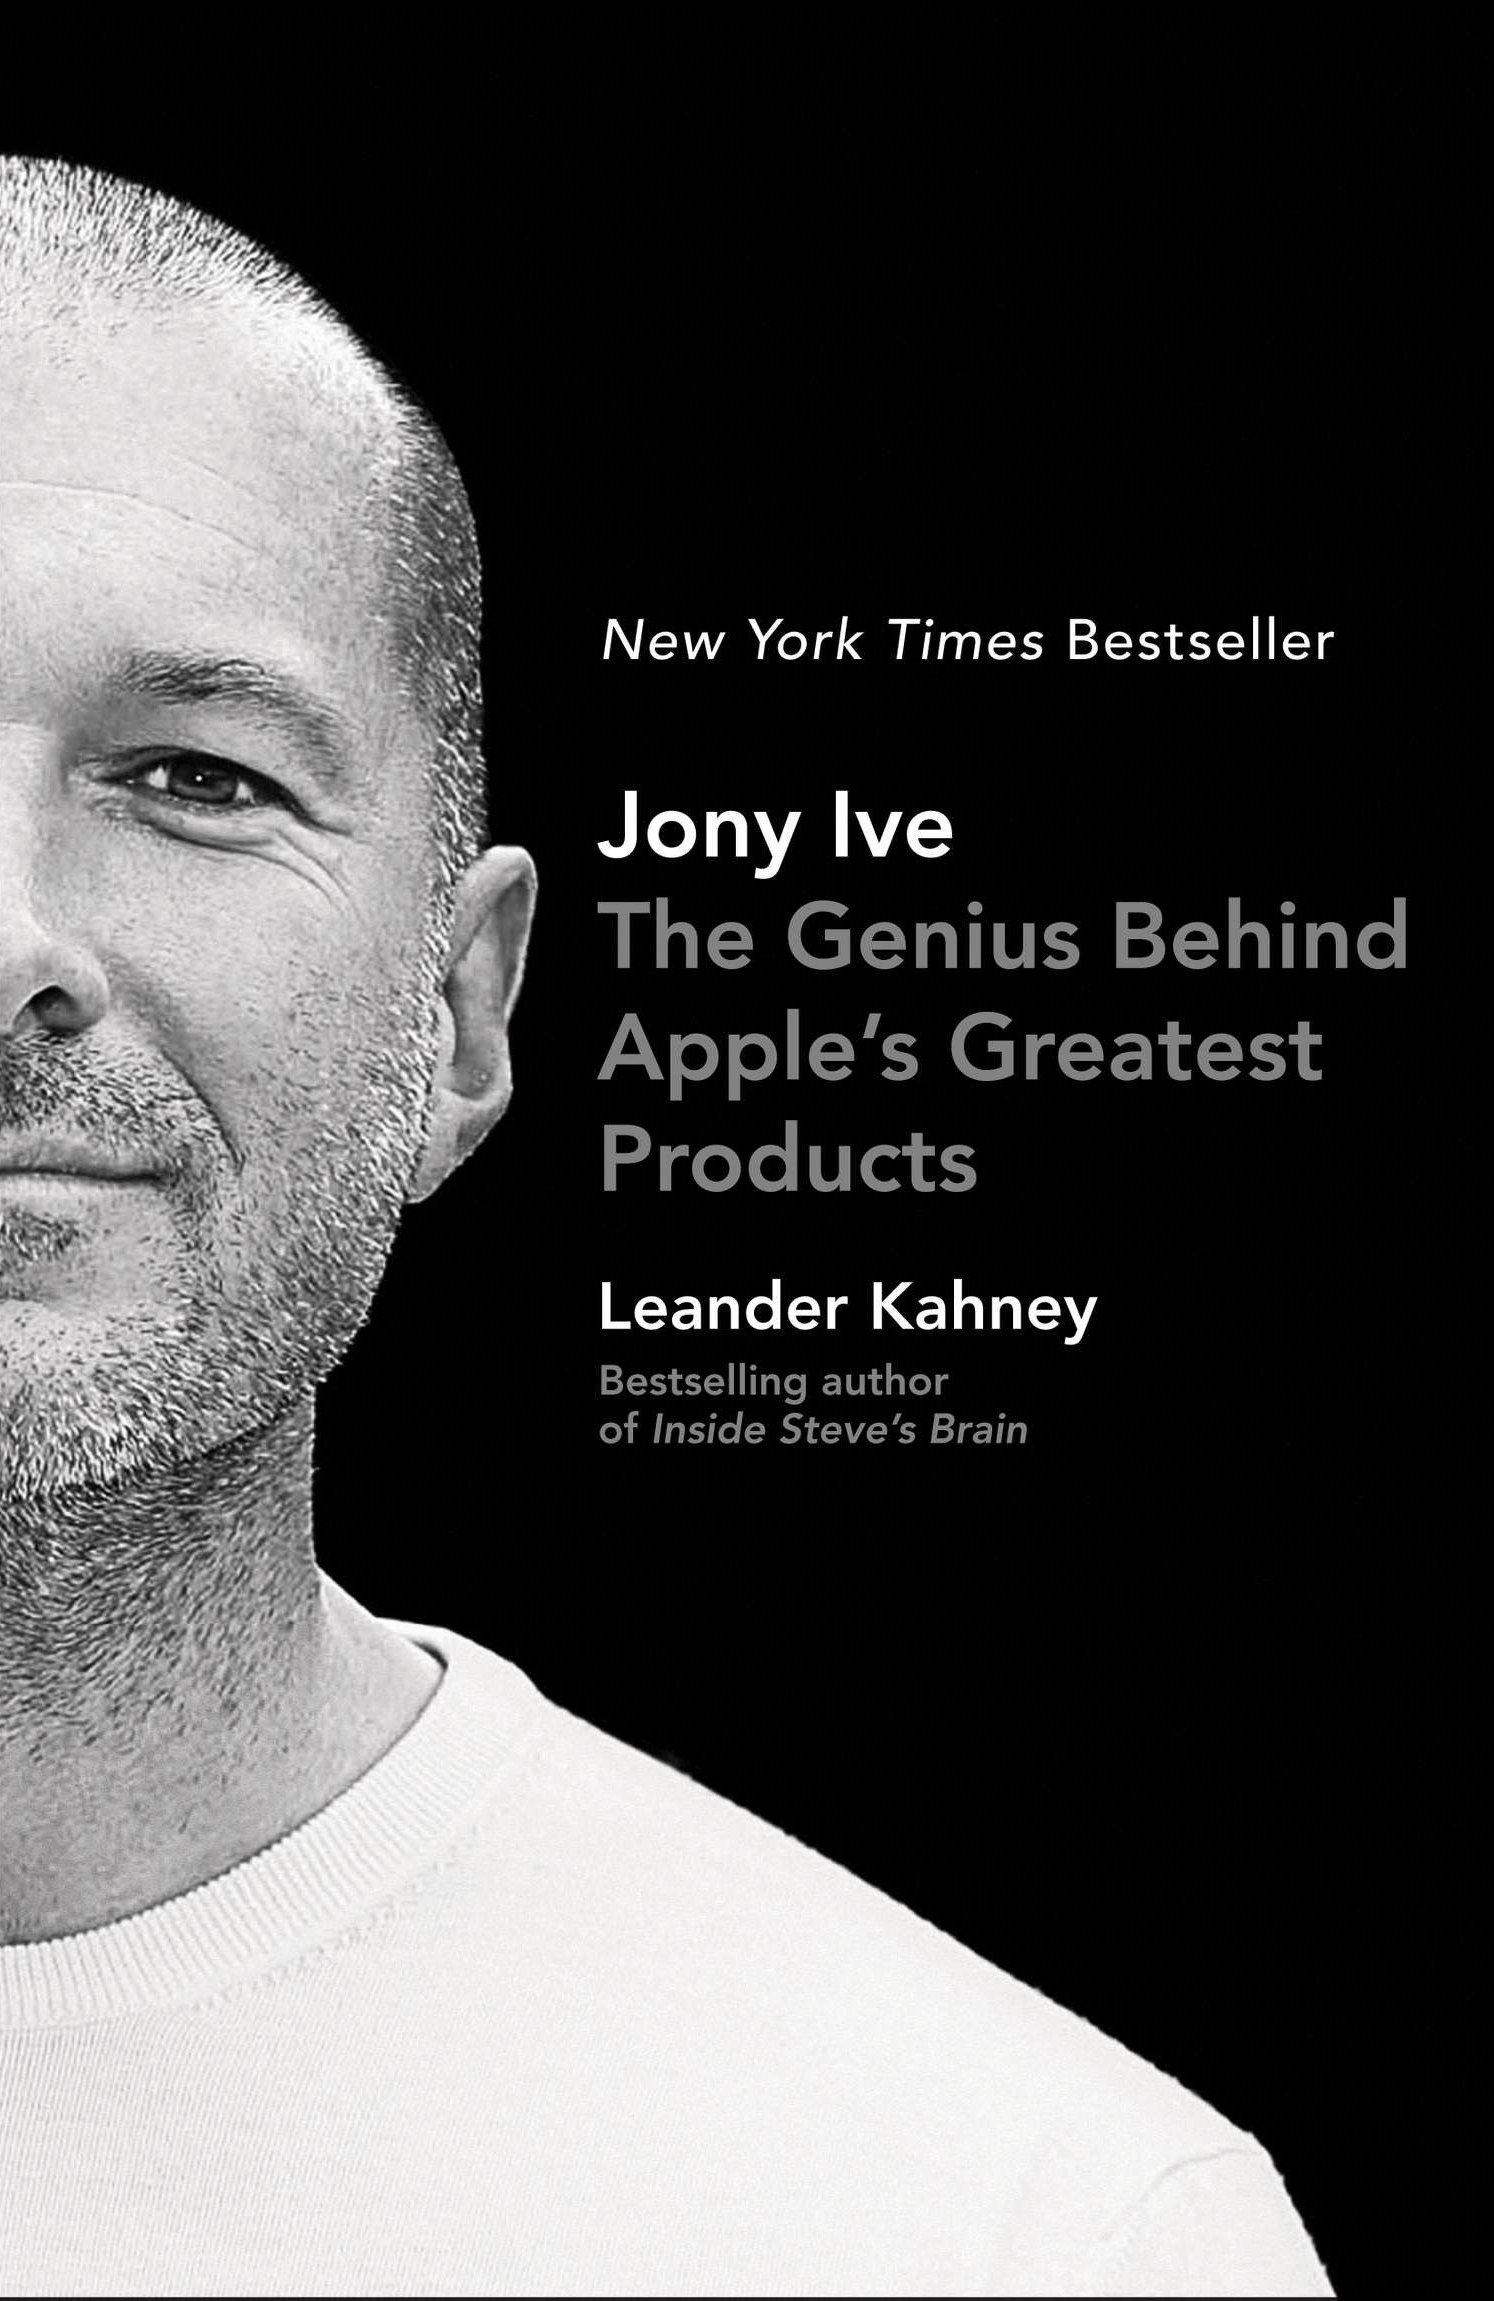 New York Times Bestseller
Jony Ive
The Genius Behind
Apple’s Greatest
Products
Leander Kahney
Bestselling author
of Inside Steve’s Brain